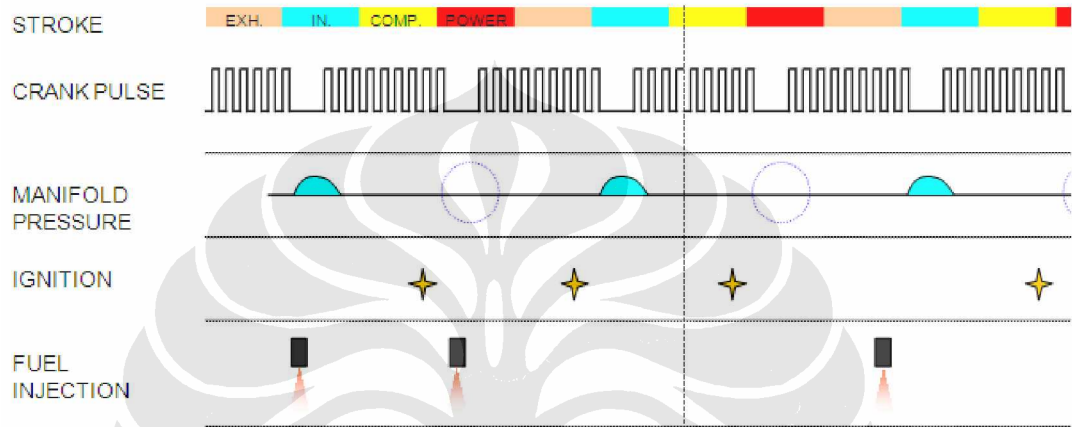 STROKE
EXH. IN. COMP. POWER
CRANK PULSE
MANIFOLD
PRESSURE
IGNITION
FUEL
INJECTION